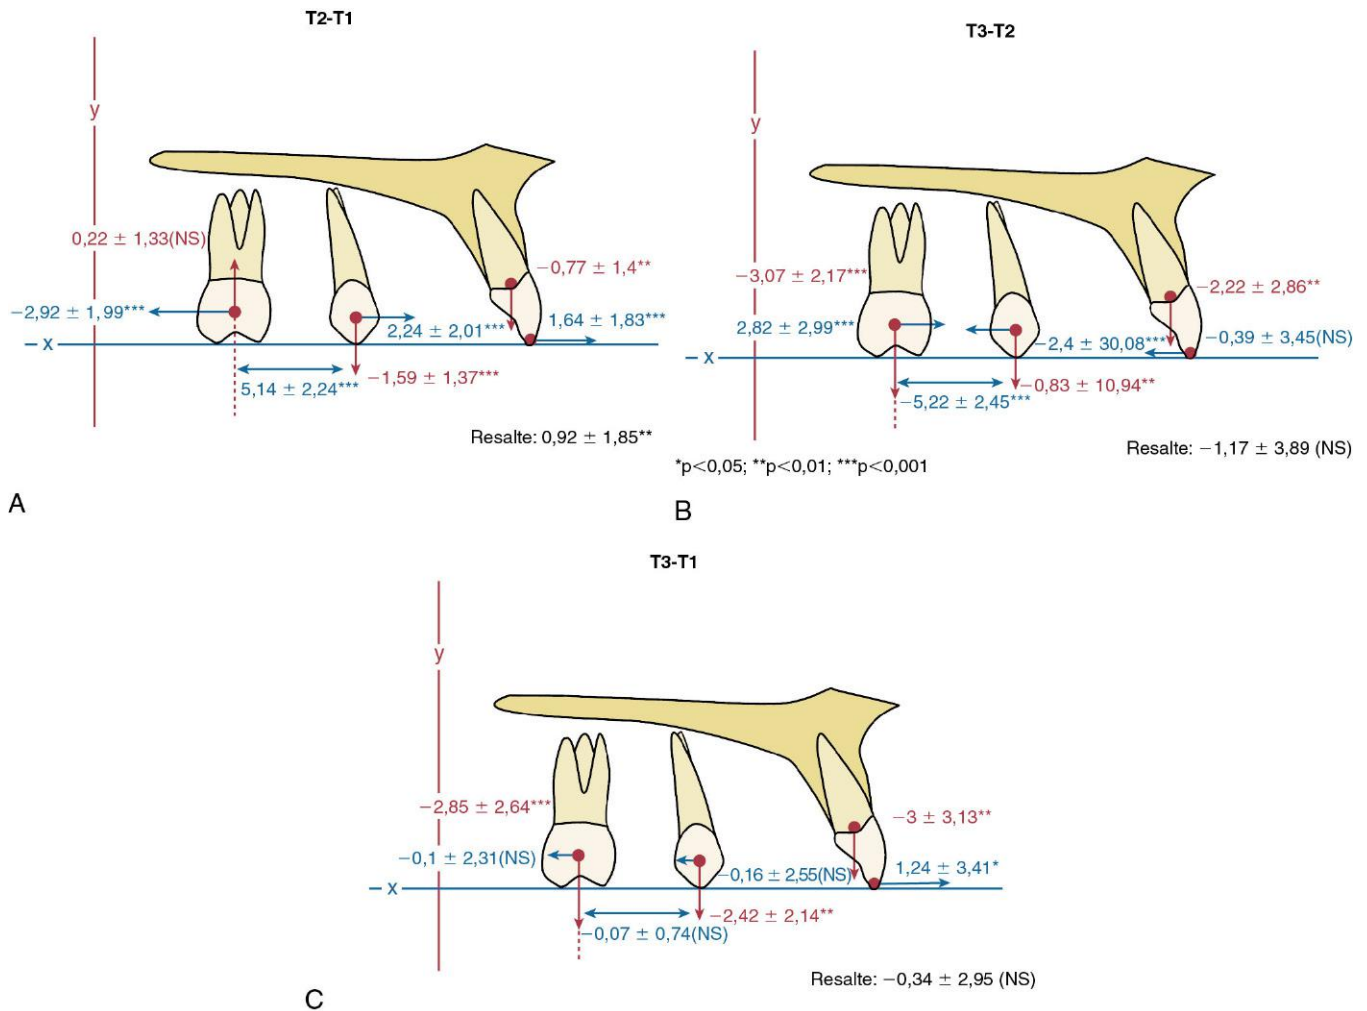 T2-T1
y
0,22 ± 1,33(NS)
−0,77 ± 1,4**
−2,92 ± 1,99***
2,24 ± 2,01***
1,64 ± 1,83***
x
5,14 ± 2,24***
−1,59 ± 1,37***
Resalte: 0,92 ± 1,85**
A
T3-T2
y
−3,07 ± 2,17***
−2,22 ± 2,86**
2,82 ± 2,99***
−2,4 ± 30,08***
−0,39 ± 3,45(NS)
x
−0,83 ± 10,94**
−5,22 ± 2,45***
Resalte: −1,17 ± 3,89 (NS)
*p<0,05; **p<0,01; ***p<0,001
B
T3-T1
y
−2,85 ± 2,64***
−3 ± 3,13**
−0,1 ± 2,31(NS)
−0,16 ± 2,55(NS)
1,24 ± 3,41*
x
−2,42 ± 2,14**
−0,07 ± 0,74(NS)
Resalte: −0,34 ± 2,95 (NS)
C